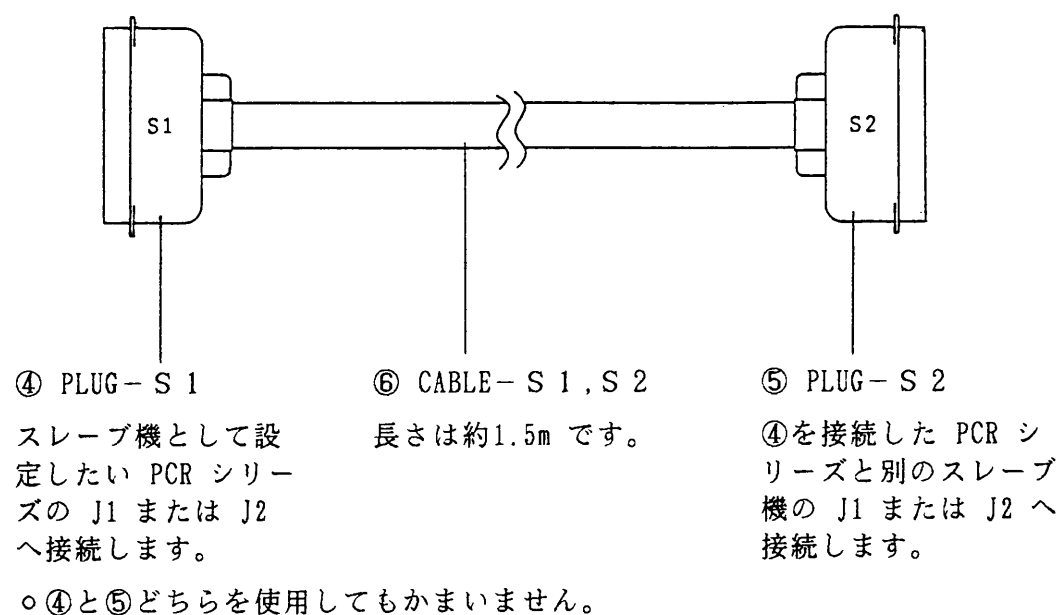 S1
S2
④ PLUG－S 1
スレーブ機として設
定したい PCR シリー
ズの J1 または J2
へ接続します。
⑥ CABLE－S 1,S 2
長さは約1.5m です。
⑤ PLUG－S 2
④を接続した PCR シ
リーズと別のスレーブ
機の J1 または J2 へ
接続します。
○④と⑤どちらを使用してもかまいません。